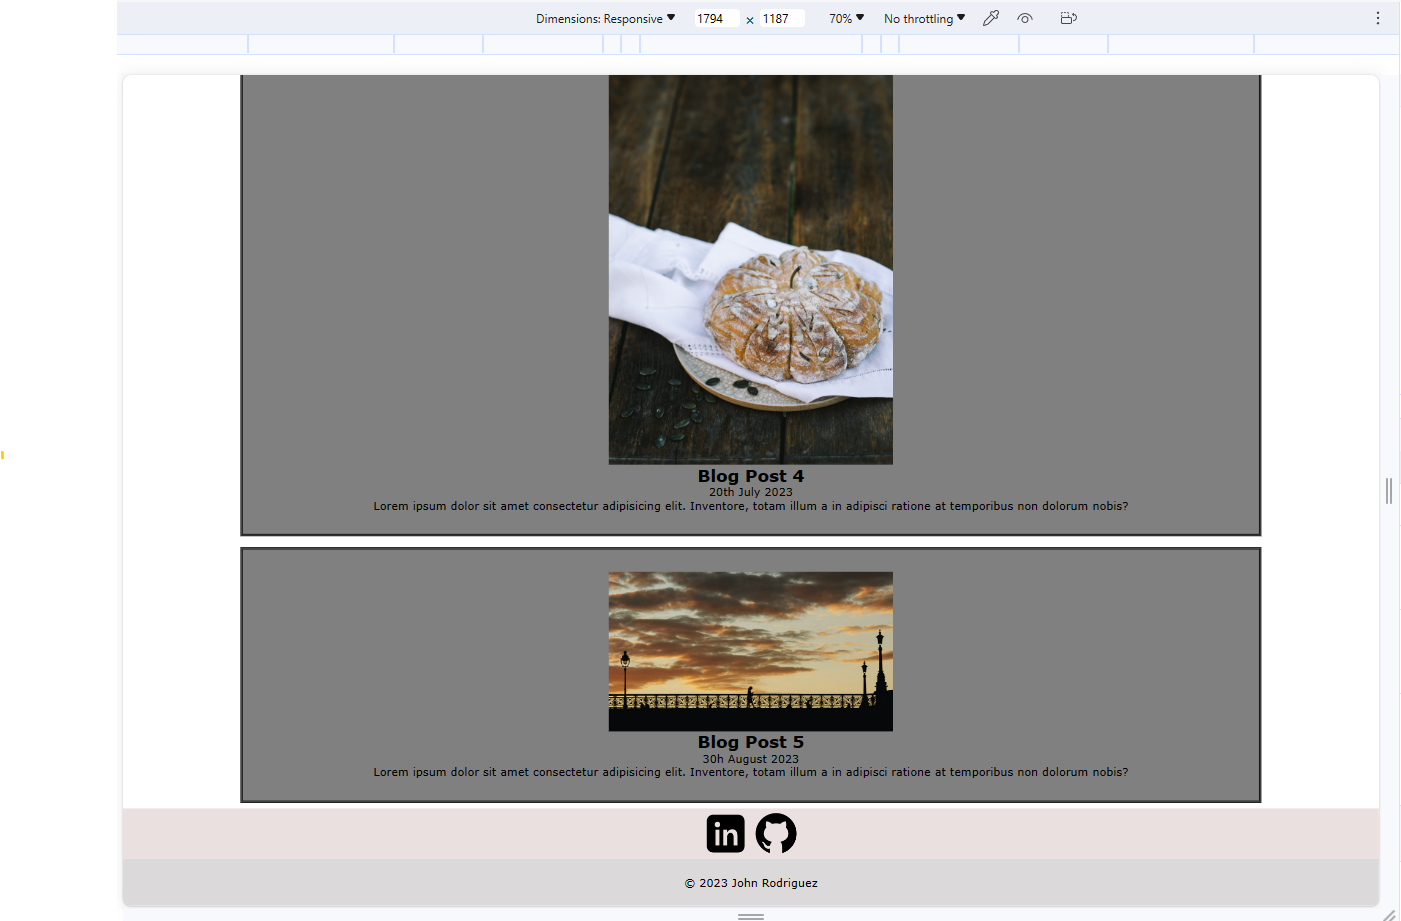 Dimensions: Responsive 1794 × 1187 70% No throttling
Blog Post 4
20th July 2023
Lorem ipsum dolor sit amet consectetur adipisicing elit. Inventore, totam illum a in adipisci ratione at temporibus non dolorum nobis?
Blog Post 5
30h August 2023
Lorem ipsum dolor sit amet consectetur adipisicing elit. Inventore, totam illum a in adipisci ratione at temporibus non dolorum nobis?
in
© 2023 John Rodriguez